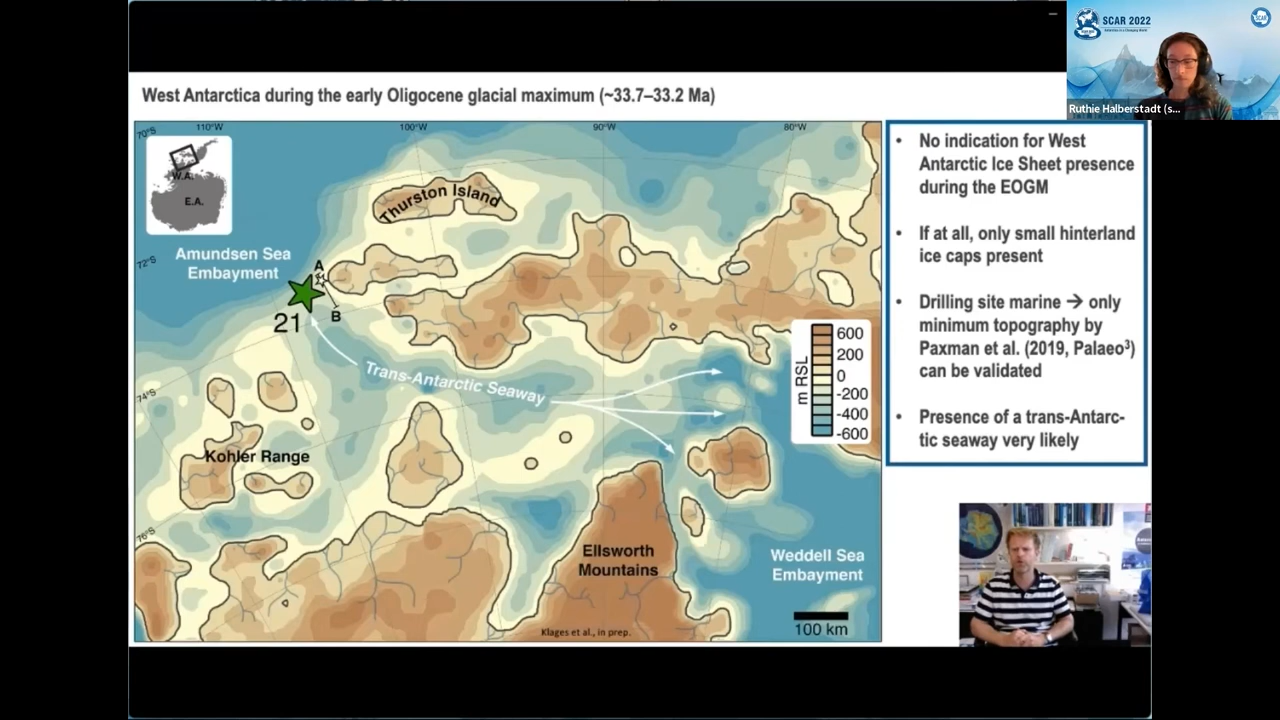 SCAR 2022
Ruthie Halberstadt (s...
West Antarctica during the early Oligocene glacial maximum (~33.7–33.2 Ma)
110°W
100°W
90°W
80°W
70°S
72°S
74°S
76°S
W.A.
E.A.
Thurston Island
Amundsen Sea
Embayment
A
B
21
Trans-Antarctic Seaway
Kohler Range
Ellsworth
Mountains
Weddell Sea
Embayment
m RSL
600
200
0
-200
-400
-600
100 km
Klages et al., in prep.
• No indication for West
Antarctic Ice Sheet presence
during the EOGM
• If at all, only small hinterland
ice caps present
• Drilling site marine → only
minimum topography by
Paxman et al. (2019, Palaeo³)
can be validated
• Presence of a trans-Antarc-
tic seaway very likely